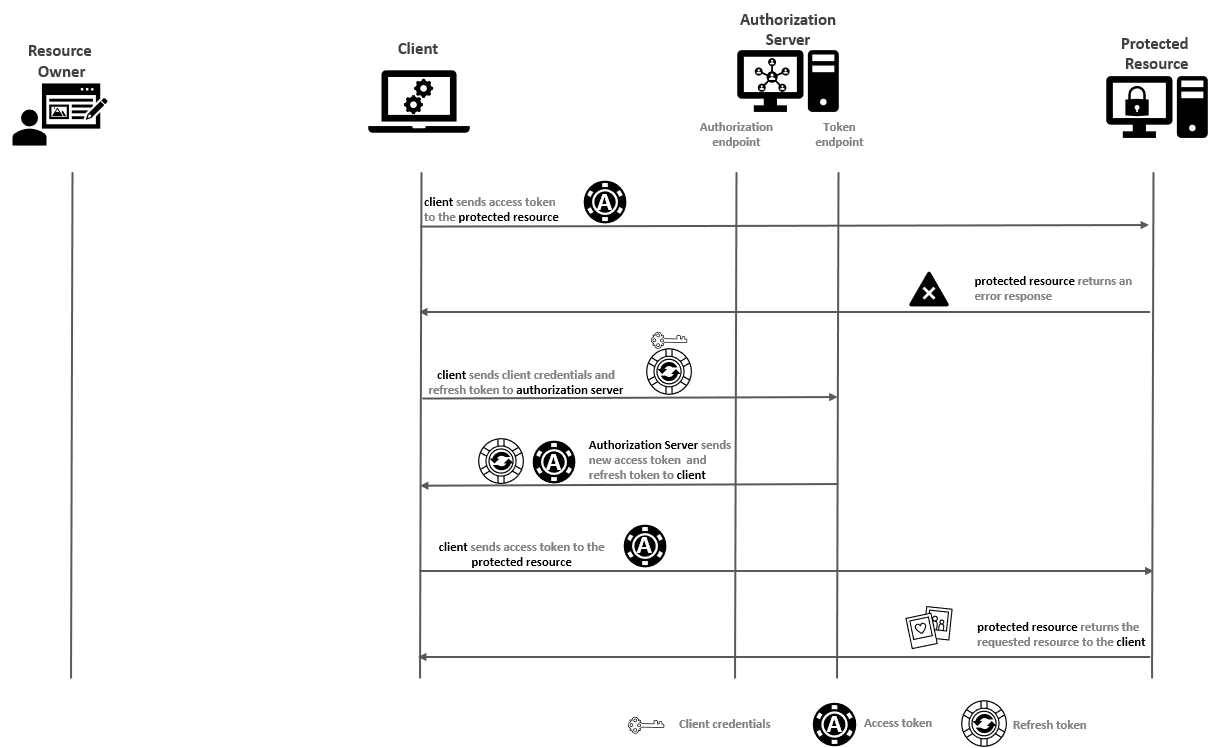 Resource
Owner
Client
Authorization
Server
Protected
Resource
Authorization
endpoint
Token
endpoint
client sends access token
to the protected resource
A
protected resource returns an
error response
client sends client credentials and
refresh token to authorization server
A
Authorization Server sends
new access token and
refresh token to client
client sends access token to the
protected resource
A
protected resource returns the
requested resource to the client
Client credentials
A
Access token
Refresh token